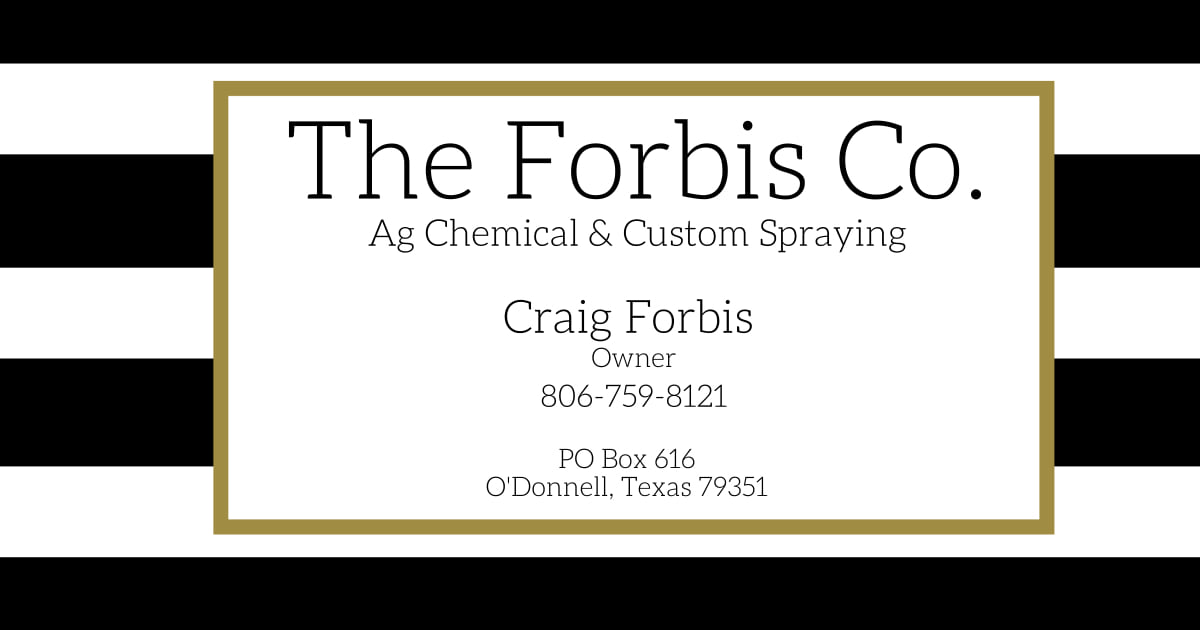 The Forbis Co.
Ag Chemical & Custom Spraying
Craig Forbis
Owner
806-759-8121
PO Box 616
O'Donnell, Texas 79351